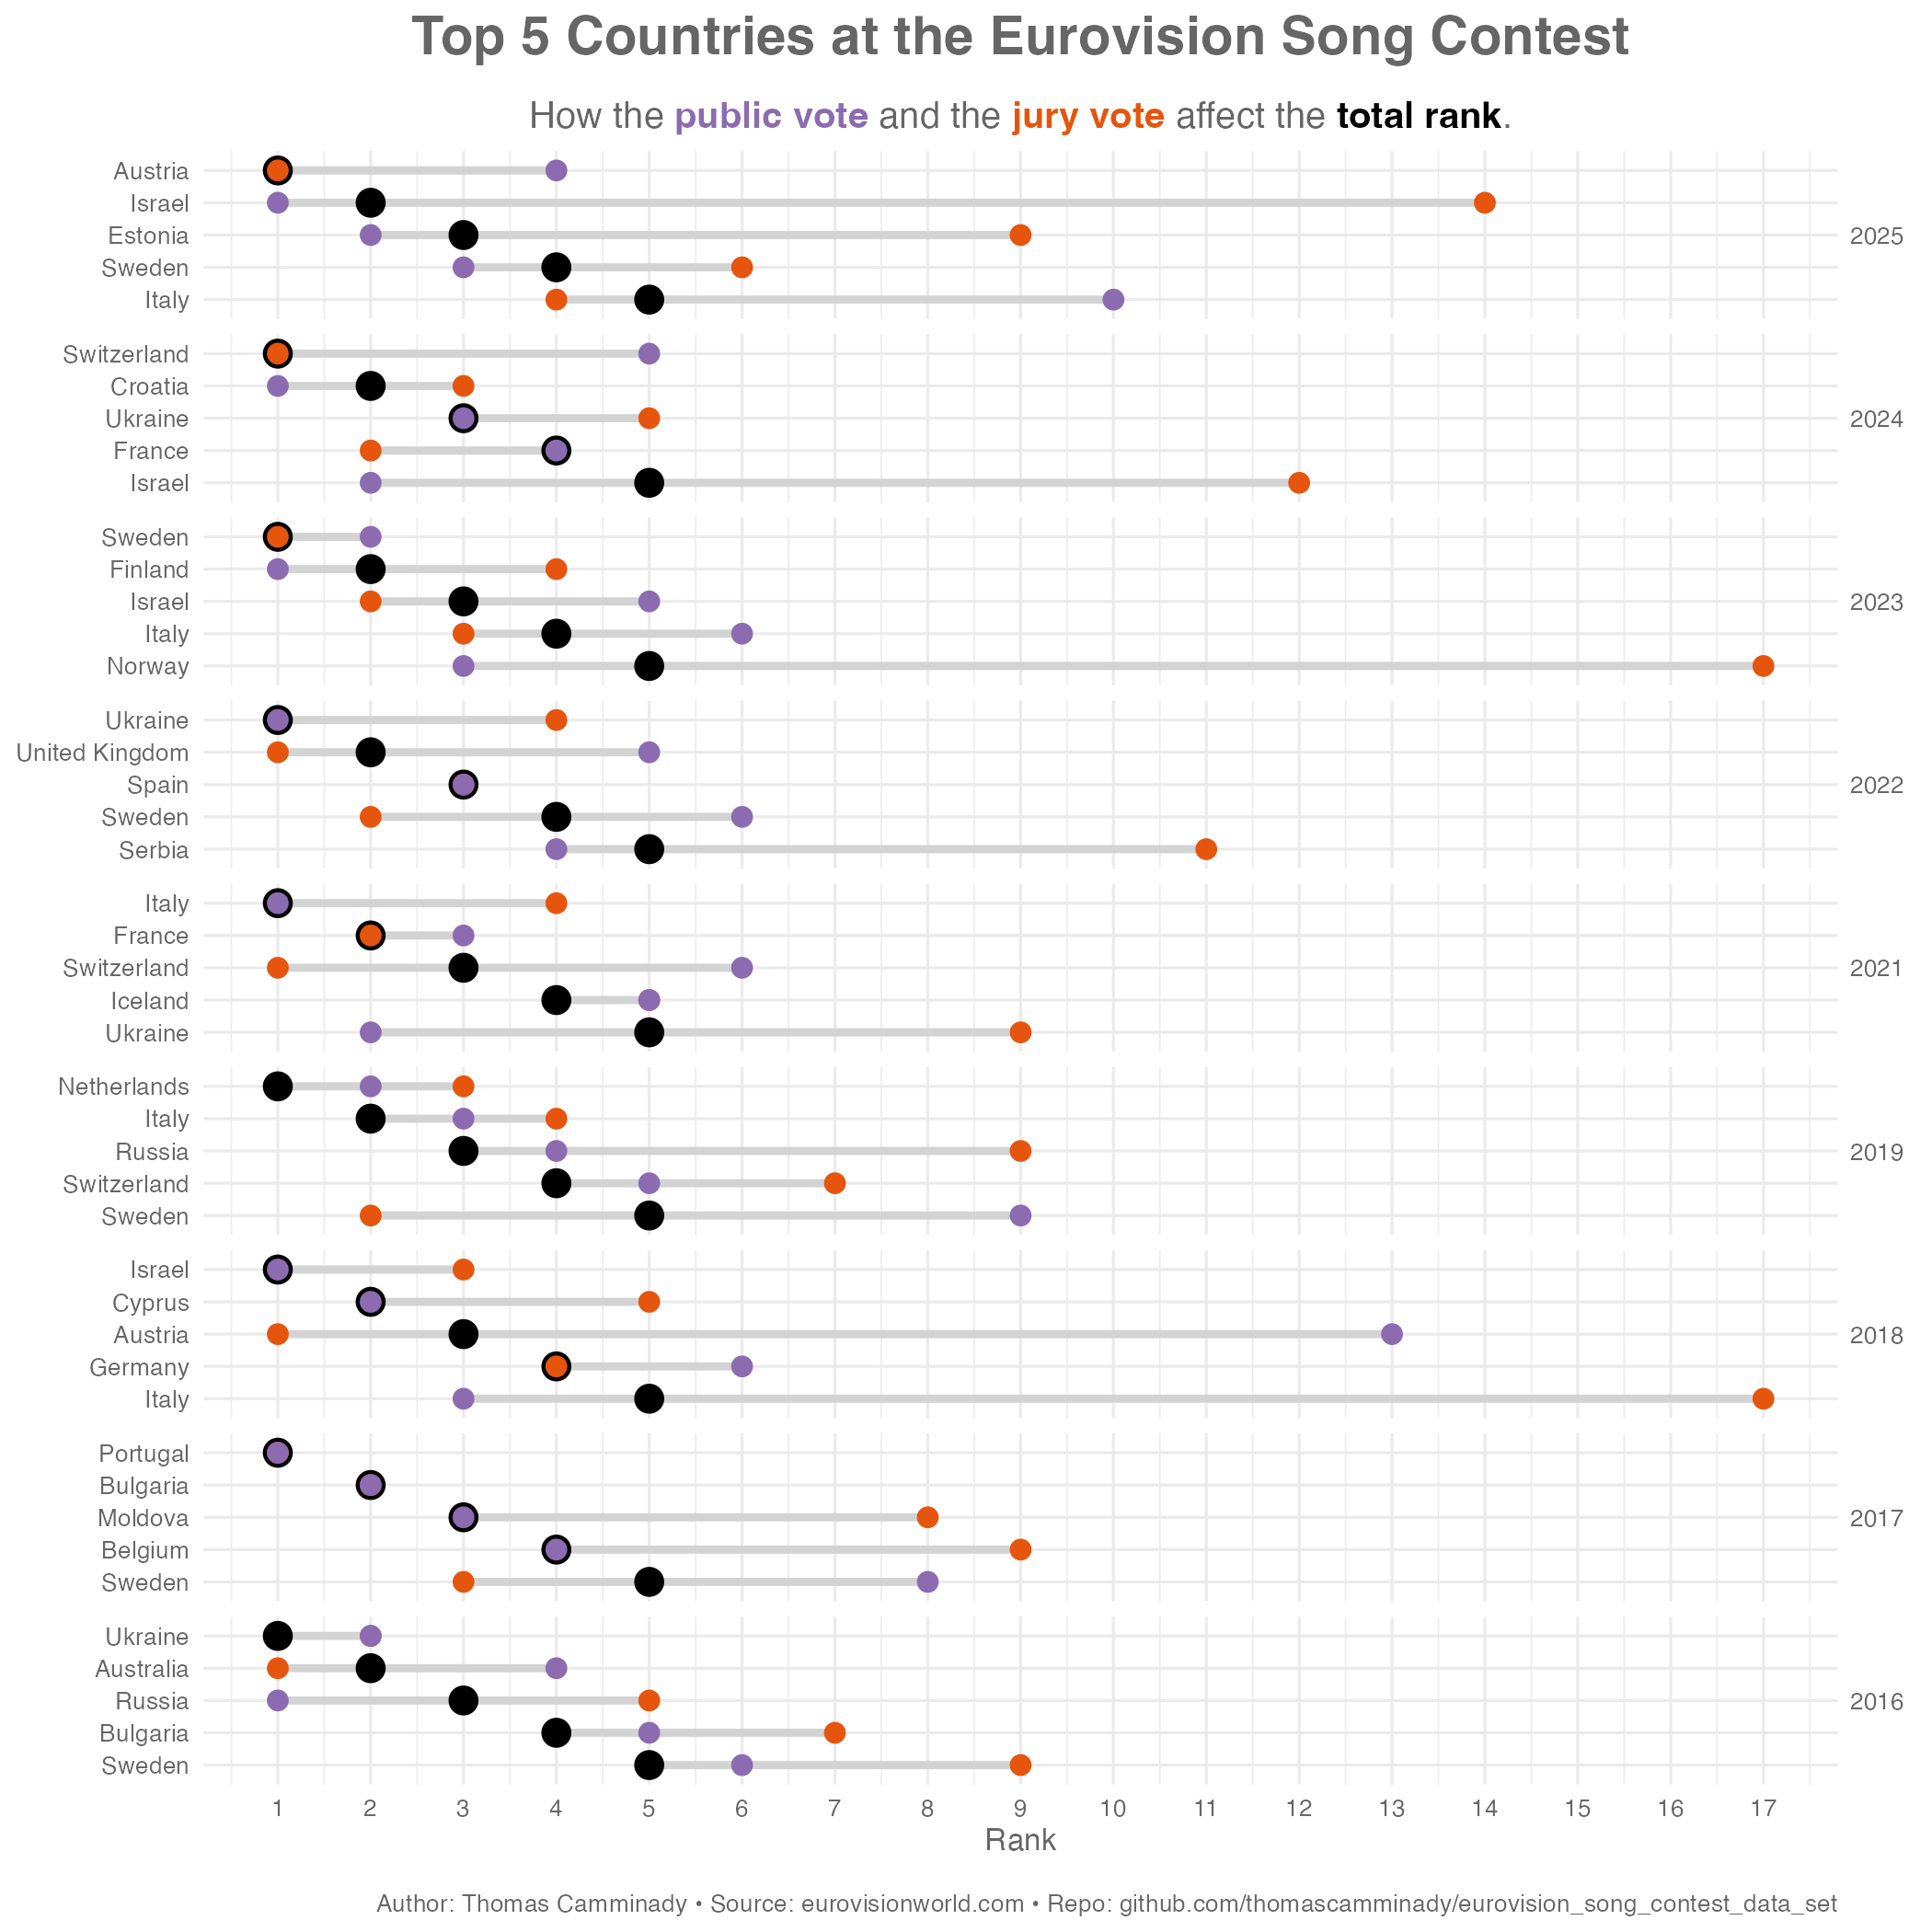 Top 5 Countries at the Eurovision Song Contest
How the public vote and the jury vote affect the total rank.
Austria
Israel
Estonia
Sweden
Italy
2025
Switzerland
Croatia
Ukraine
France
Israel
2024
Sweden
Finland
Israel
Italy
Norway
2023
Ukraine
United Kingdom
Spain
Sweden
Serbia
2022
Italy
France
Switzerland
Iceland
Ukraine
2021
Netherlands
Italy
Russia
Switzerland
Sweden
2019
Israel
Cyprus
Austria
Germany
Italy
2018
Portugal
Bulgaria
Moldova
Belgium
Sweden
2017
Ukraine
Australia
Russia
Bulgaria
Sweden
2016
1 2 3 4 5 6 7 8 9 10 11 12 13 14 15 16 17
Rank
Author: Thomas Camminady • Source: eurovisionworld.com • Repo: github.com/thomascamminady/eurovision_song_contest_data_set